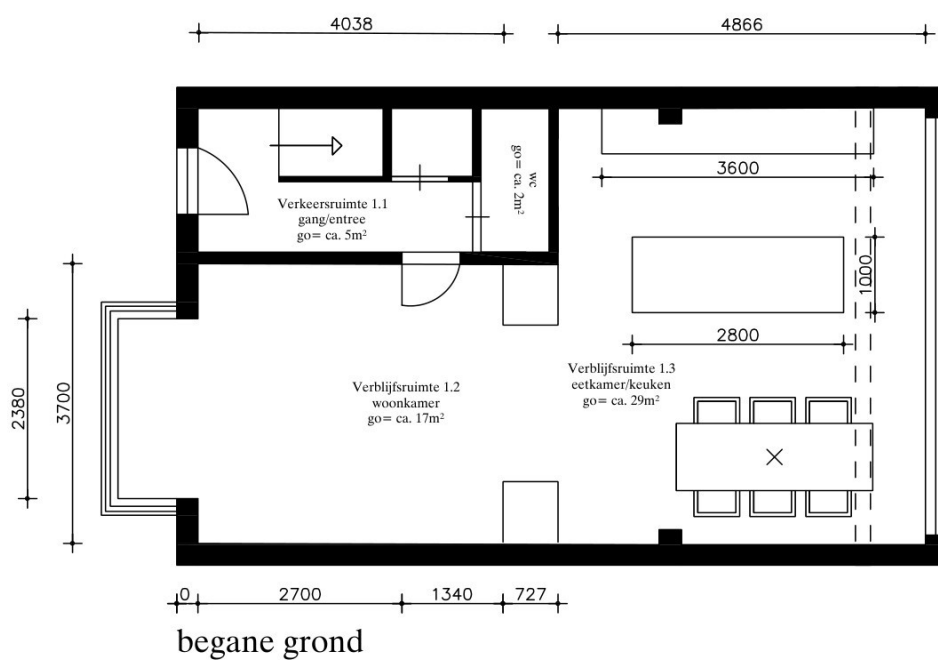 4038
4866
3600
wc
go= ca. 2m²
Verkeersruimte 1.1
gang/entree
go= ca. 5m²
1000
2800
2380
3700
Verblijfsruimte 1.2
woonkamer
go= ca. 17m²
Verblijfsruimte 1.3
eetkamer/keuken
go= ca. 29m²
0
2700
1340
727
begane grond